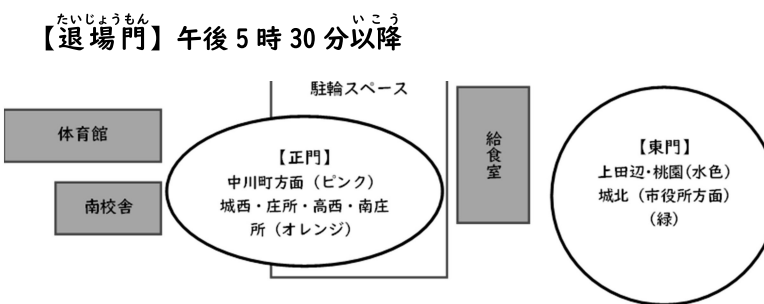 たいじょうもん いこう
【退場門】午後5時30分以降
駐輪スペース
体育館
【正門】
中川町方面（ピンク）
城西・庄所・高西・南庄
所（オレンジ）
南校舎
給食室
【東門】
上田辺・桃園(水色)
城北（市役所方面）
（緑）